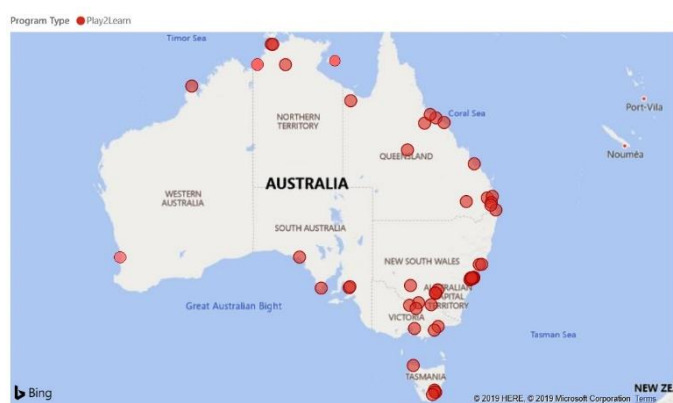 Program Type Play2Learn
Timor Sea
Coral Sea
Port-Vila
Nouméa
NORTHERN
TERRITORY
QUEENSLAND
AUSTRALIA
WESTERN
AUSTRALIA
SOUTH AUSTRALIA
NEW SOUTH WALES
AUSTRALIAN
CAPITAL
TERRITORY
VICTORIA
Great Australian Bight
Tasman Sea
TASMANIA
Bing
NEW ZE
© 2019 HERE, © 2019 Microsoft Corporation Terms